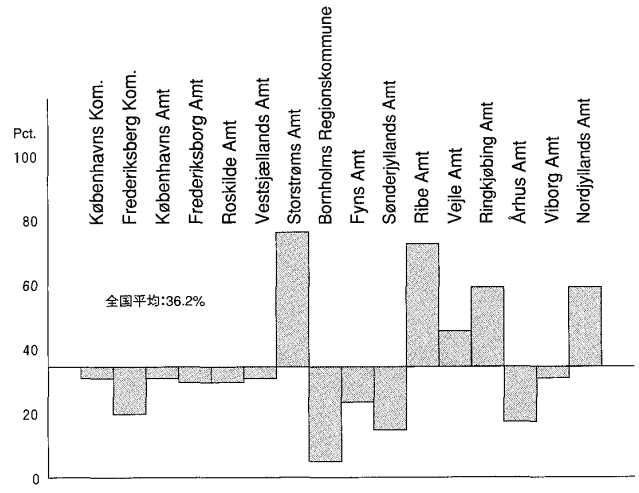 Pct.
100
80
60
40
20
0
Københavns Kom.
Frederiksberg Kom.
Københavns Amt
Frederiksborg Amt
Roskilde Amt
Vestsjællands Amt
Storstrøms Amt
Bornholms Regionskommune
Fyns Amt
Sønderjyllands Amt
Ribe Amt
Vejle Amt
Ringkjøbing Amt
Århus Amt
Viborg Amt
Nordjyllands Amt
全国平均:36.2%